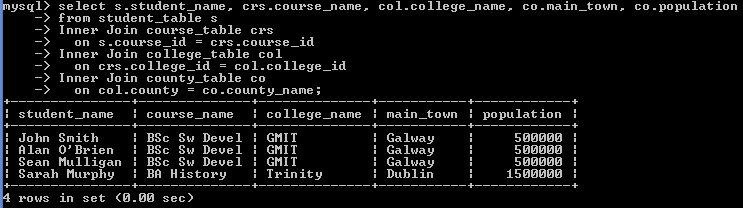 mysql> select s.student_name, crs.course_name, col.college_name, co.main_town, co.population
    -> from student_table s
    -> Inner Join course_table crs
    ->   on s.course_id = crs.course_id
    -> Inner Join college_table col
    ->   on crs.college_id = col.college_id
    -> Inner Join county_table co
    ->   on col.county = co.county_name;
+---------------+---------------+---------------+-----------+------------+
| student_name  | course_name   | college_name  | main_town | population |
+---------------+---------------+---------------+-----------+------------+
| John Smith    | BSc Sw Devel  | GMIT          | Galway    |     500000 |
| Alan O'Brien  | BSc Sw Devel  | GMIT          | Galway    |     500000 |
| Sean Mulligan | BSc Sw Devel  | GMIT          | Galway    |     500000 |
| Sarah Murphy  | BA History    | Trinity       | Dublin    |    1500000 |
+---------------+---------------+---------------+-----------+------------+
4 rows in set (0.00 sec)